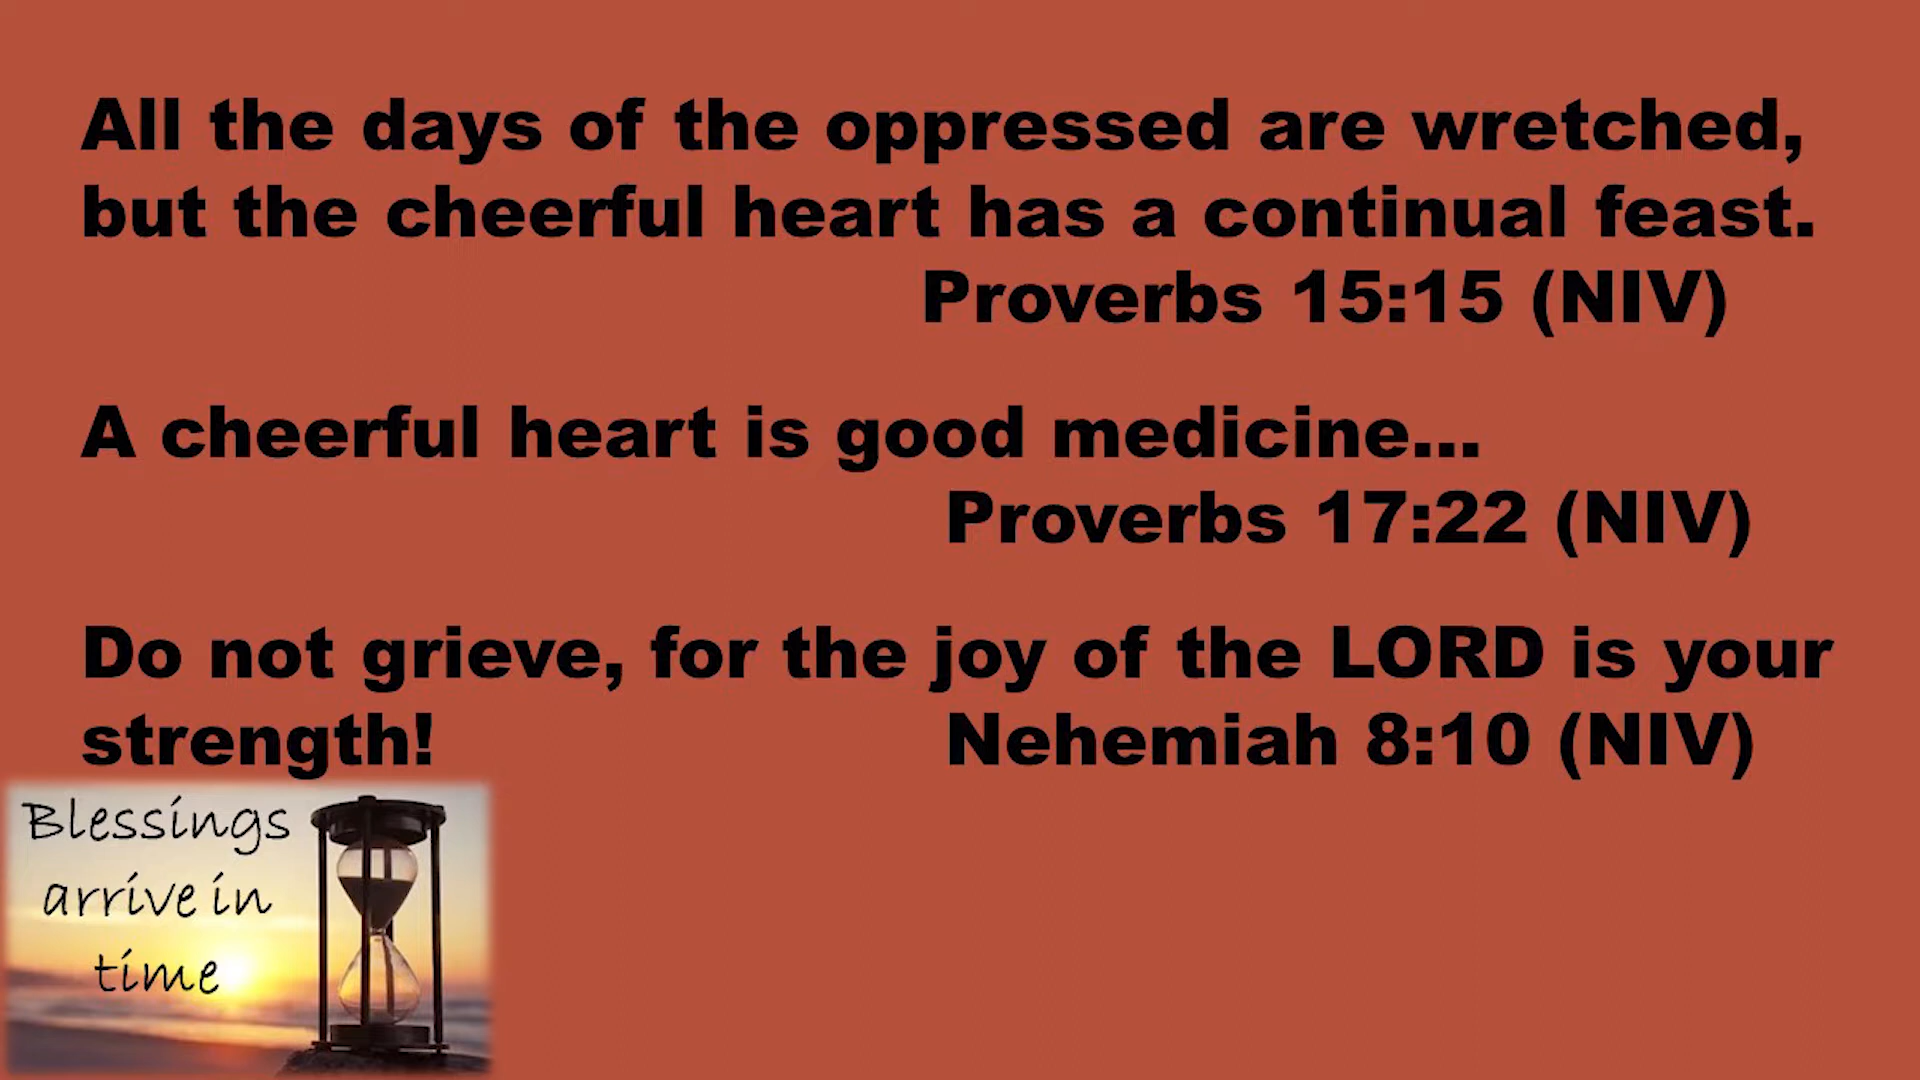 All the days of the oppressed are wretched,
but the cheerful heart has a continual feast.
Proverbs 15:15 (NIV)
A cheerful heart is good medicine...
Proverbs 17:22 (NIV)
Do not grieve, for the joy of the LORD is your
strength! Nehemiah 8:10 (NIV)
Blessings
arrive in
time